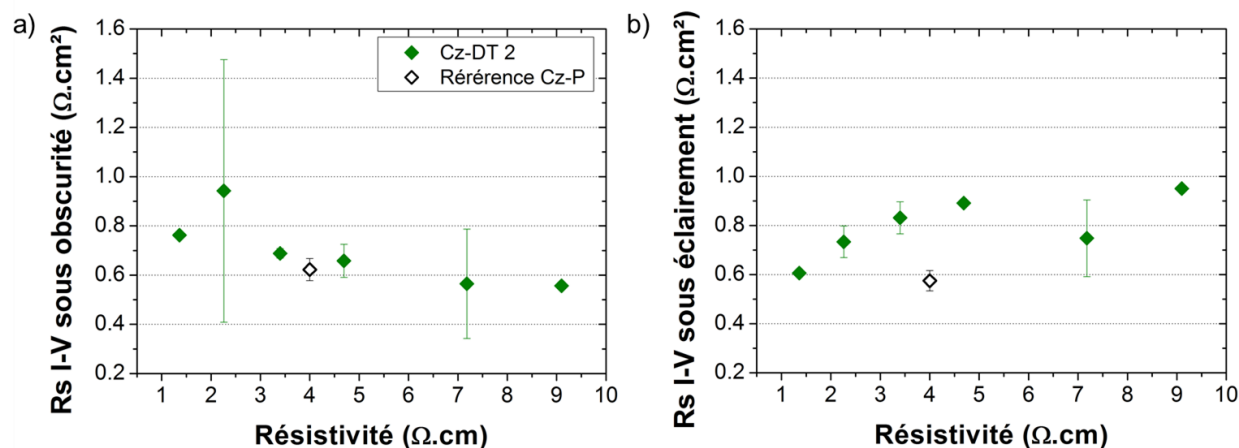 a)
Rs I-V sous obscurité (Ω.cm²)
1.6
1.4
1.2
1.0
0.8
0.6
0.4
0.2
Cz-DT 2
Rérérence Cz-P
1 2 3 4 5 6 7 8 9 10
Résistivité (Ω.cm)
b)
Rs I-V sous éclairement (Ω.cm²)
1.6
1.4
1.2
1.0
0.8
0.6
0.4
0.2
1 2 3 4 5 6 7 8 9 10
Résistivité (Ω.cm)